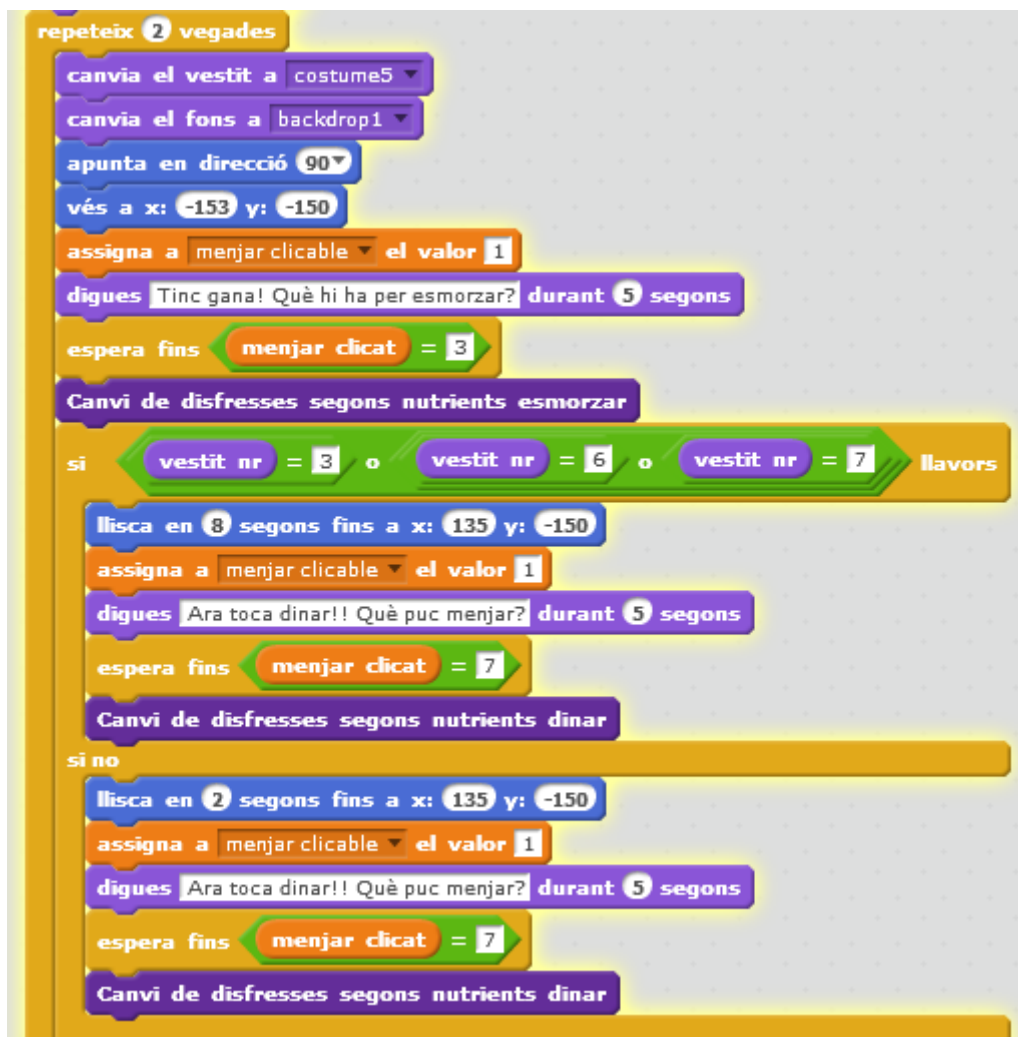 repeteix 2 vegades
canvia el vestit a costume5
canvia el fons a backdrop1
apunta en direcció 90
vés a x: -153 y: -150
assigna a menjar clicable el valor 1
digues Tinc gana! Què hi ha per esmorzar? durant 5 segons
espera fins menjar clicat = 3
Canvi de disfresses segons nutrients esmorzar
si vestit nr = 3 o vestit nr = 6 o vestit nr = 7 llavors
llisca en 8 segons fins a x: 135 y: -150
assigna a menjar clicable el valor 1
digues Ara toca dinar!! Què puc menjar? durant 5 segons
espera fins menjar clicat = 7
Canvi de disfresses segons nutrients dinar
si no
llisca en 2 segons fins a x: 135 y: -150
assigna a menjar clicable el valor 1
digues Ara toca dinar!! Què puc menjar? durant 5 segons
espera fins menjar clicat = 7
Canvi de disfresses segons nutrients dinar